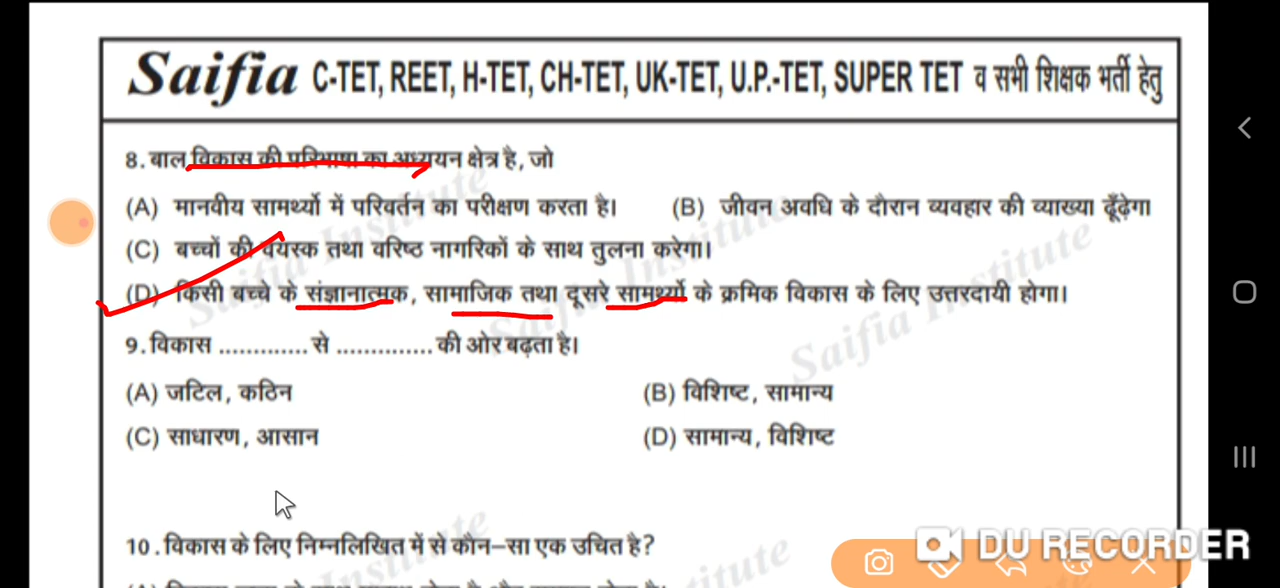 Saifia C-TET, REET, H-TET, CH-TET, UK-TET, U.P.-TET, SUPER TET व सभी शिक्षक भर्ती हेतु
8. बाल विकास की परिभाषा का अध्ययन क्षेत्र है, जो
(A) मानवीय सामर्थ्यो में परिवर्तन का परीक्षण करता है। (B) जीवन अवधि के दौरान व्यवहार की व्याख्या ढूँढ़ेगा
(C) बच्चों की वयस्क तथा वरिष्ठ नागरिकों के साथ तुलना करेगा।
(D) किसी बच्चे के संज्ञानात्मक, सामाजिक तथा दूसरे सामर्थ्यो के क्रमिक विकास के लिए उत्तरदायी होगा।
9. विकास ............. से .............. की ओर बढ़ता है।
(A) जटिल, कठिन (B) विशिष्ट, सामान्य
(C) साधारण, आसान (D) सामान्य, विशिष्ट
10. विकास के लिए निम्नलिखित में से कौन-सा एक उचित है?
Saifia Institute
DU RECORDER